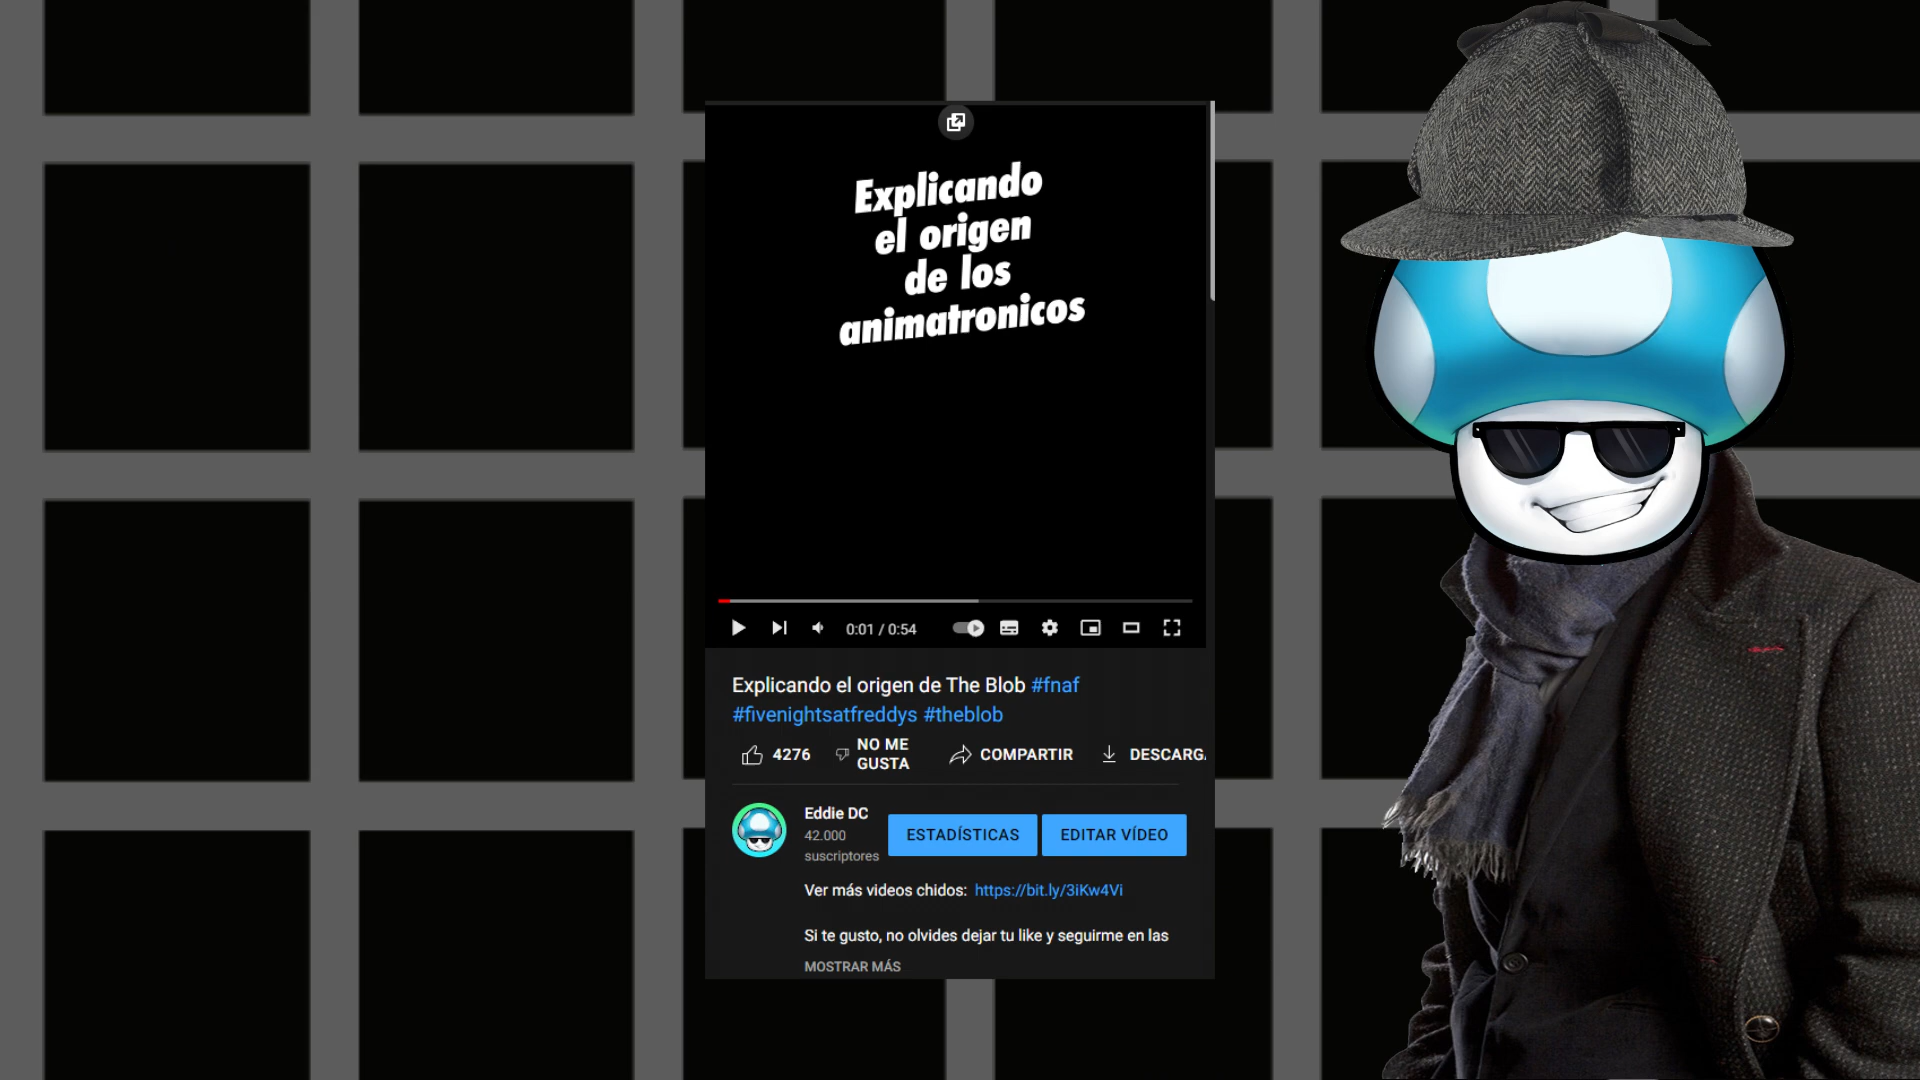 Explicando
el origen
de los
animatronicos
0:01 / 0:54
Explicando el origen de The Blob #fnaf
#fivenightsatfreddys #theblob
4276
NO ME
GUSTA
COMPARTIR
DESCARGA
Eddie DC
42.000
suscriptores
ESTADÍSTICAS
EDITAR VÍDEO
Ver más videos chidos: https://bit.ly/3iKw4Vi
Si te gusto, no olvides dejar tu like y seguirme en las
MOSTRAR MÁS